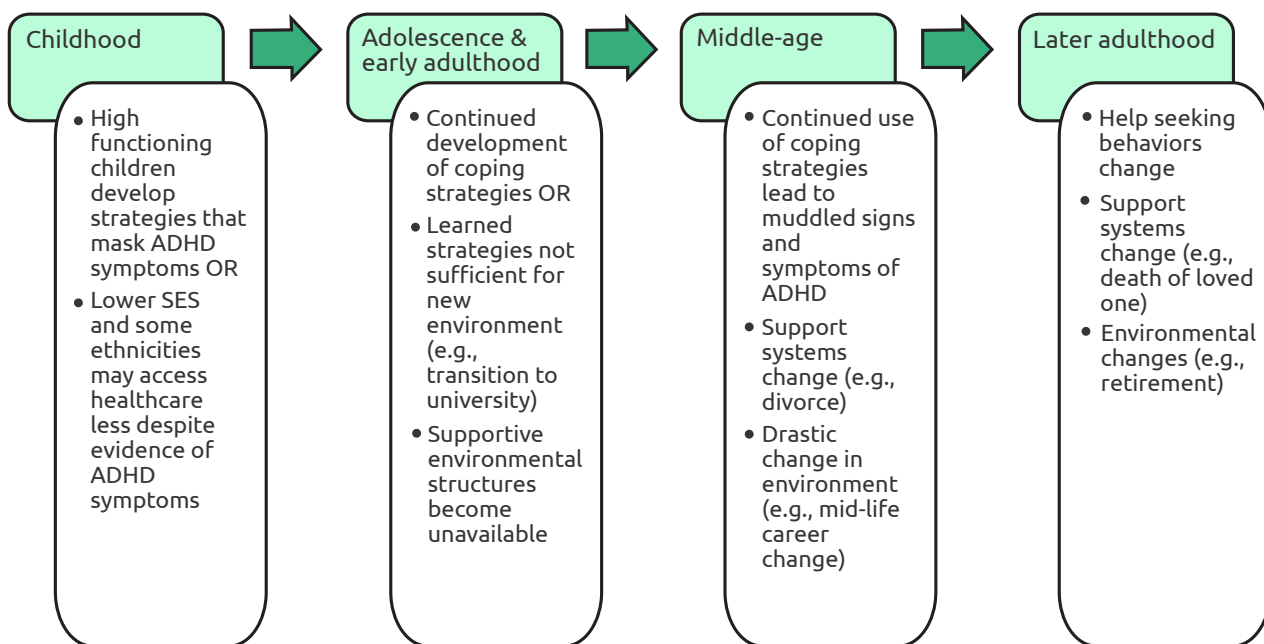 Childhood
• High
functioning
children
develop
strategies that
mask ADHD
symptoms OR
• Lower SES
and some
ethnicities
may access
healthcare
less despite
evidence of
ADHD
symptoms
Adolescence &
early adulthood
• Continued
development
of coping
strategies OR
• Learned
strategies not
sufficient for
new
environment
(e.g.,
transition to
university)
• Supportive
environmental
structures
become
unavailable
Middle-age
• Continued use
of coping
strategies
lead to
muddled signs
and
symptoms of
ADHD
• Support
systems
change (e.g.,
divorce)
• Drastic
change in
environment
(e.g., mid-life
career
change)
Later adulthood
• Help seeking
behaviors
change
• Support
systems
change (e.g.,
death of loved
one)
• Environmental
changes (e.g.,
retirement)